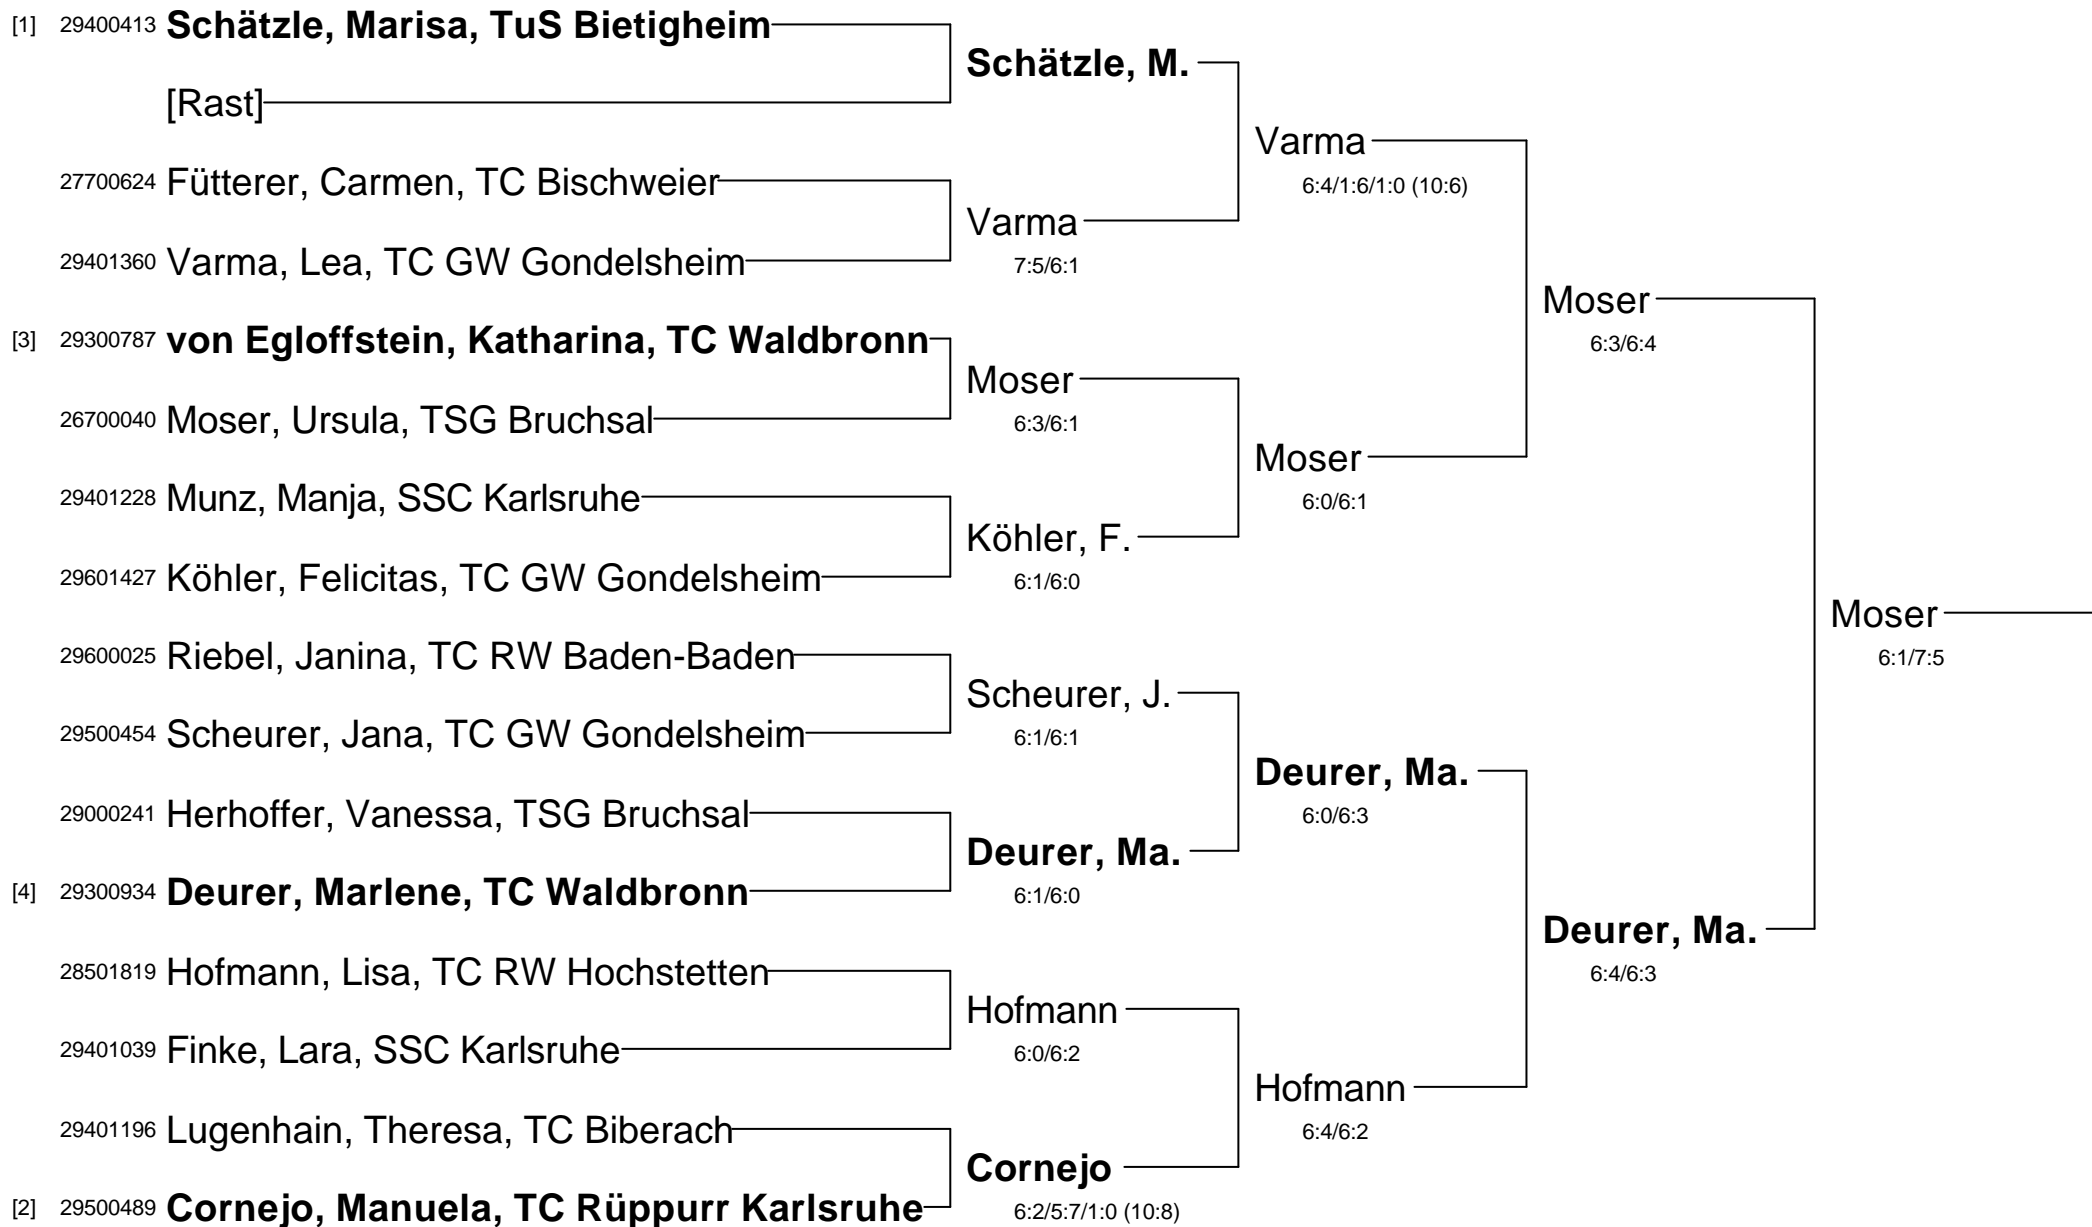 [1] 29400413 Schätzle, Marisa, TuS Bietigheim
Schätzle, M.
[Rast]
Varma
6:4/1:6/1:0 (10:6)
27700624 Fütterer, Carmen, TC Bischweier
Varma
7:5/6:1
29401360 Varma, Lea, TC GW Gondelsheim
Moser
6:3/6:4
[3] 29300787 von Egloffstein, Katharina, TC Waldbronn
Moser
6:3/6:1
26700040 Moser, Ursula, TSG Bruchsal
Moser
6:0/6:1
29401228 Munz, Manja, SSC Karlsruhe
Köhler, F.
6:1/6:0
29601427 Köhler, Felicitas, TC GW Gondelsheim
Moser
6:1/7:5
29600025 Riebel, Janina, TC RW Baden-Baden
Scheurer, J.
6:1/6:1
29500454 Scheurer, Jana, TC GW Gondelsheim
Deurer, Ma.
6:0/6:3
29000241 Herhoffer, Vanessa, TSG Bruchsal
Deurer, Ma.
6:1/6:0
[4] 29300934 Deurer, Marlene, TC Waldbronn
Deurer, Ma.
6:4/6:3
28501819 Hofmann, Lisa, TC RW Hochstetten
Hofmann
6:0/6:2
29401039 Finke, Lara, SSC Karlsruhe
Hofmann
6:4/6:2
29401196 Lugenhain, Theresa, TC Biberach
Cornejo
6:2/5:7/1:0 (10:8)
[2] 29500489 Cornejo, Manuela, TC Rüppurr Karlsruhe